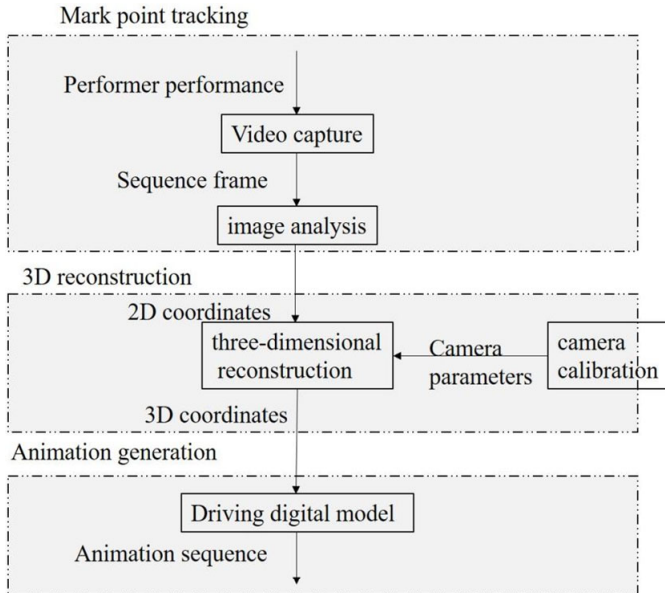 Mark point tracking
Performer performance
Video capture
Sequence frame
image analysis
3D reconstruction
2D coordinates
three-dimensional
reconstruction
Camera
parameters
camera
calibration
3D coordinates
Animation generation
Driving digital model
Animation sequence